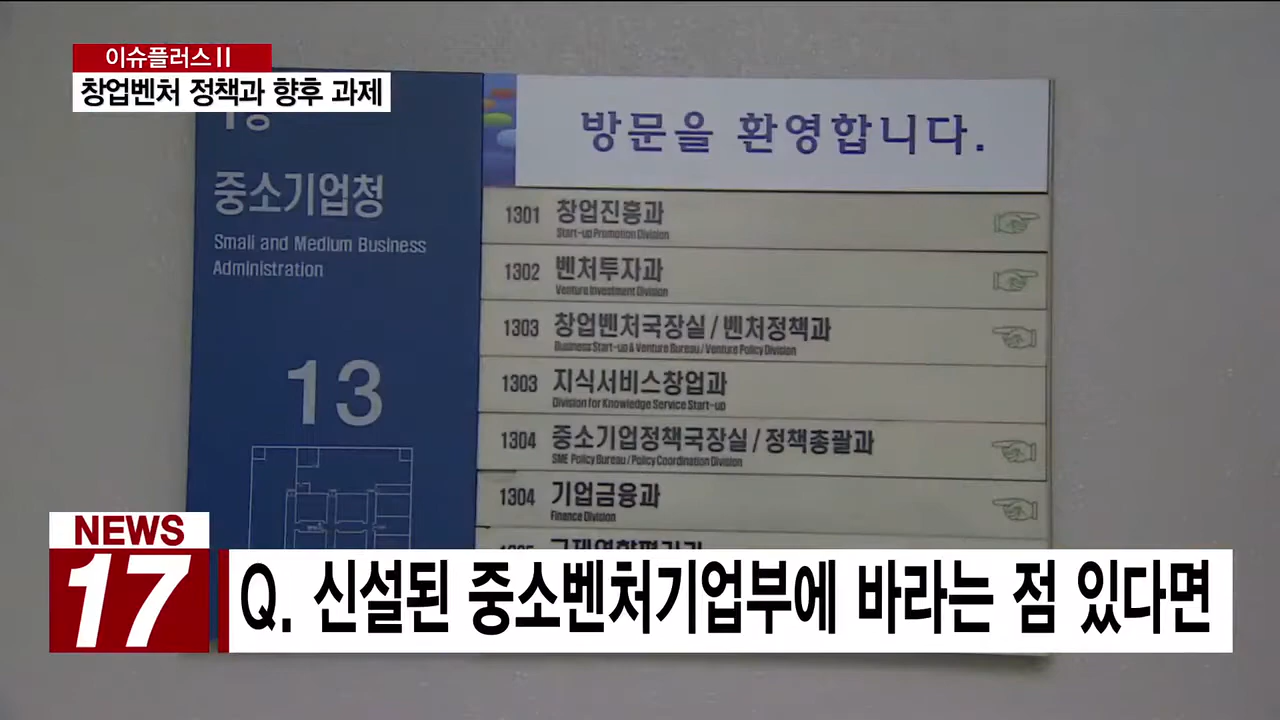 이슈플러스Ⅱ
창업벤처 정책과 향후 과제
방문을 환영합니다.
중소기업청
Small and Medium Business
Administration
13
1301 창업진흥과
Start-up Promotion Division
1302 벤처투자과
Venture Investment Division
1303 창업벤처국장실 / 벤처정책과
Business Start-up & Venture Bureau / Venture Policy Division
1303 지식서비스창업과
Division for Knowledge Service Start-up
1304 중소기업정책국장실 / 정책총괄과
SME Policy Bureau / Policy Coordination Division
1304 기업금융과
Finance Division
NEWS
17
Q. 신설된 중소벤처기업부에 바라는 점 있다면